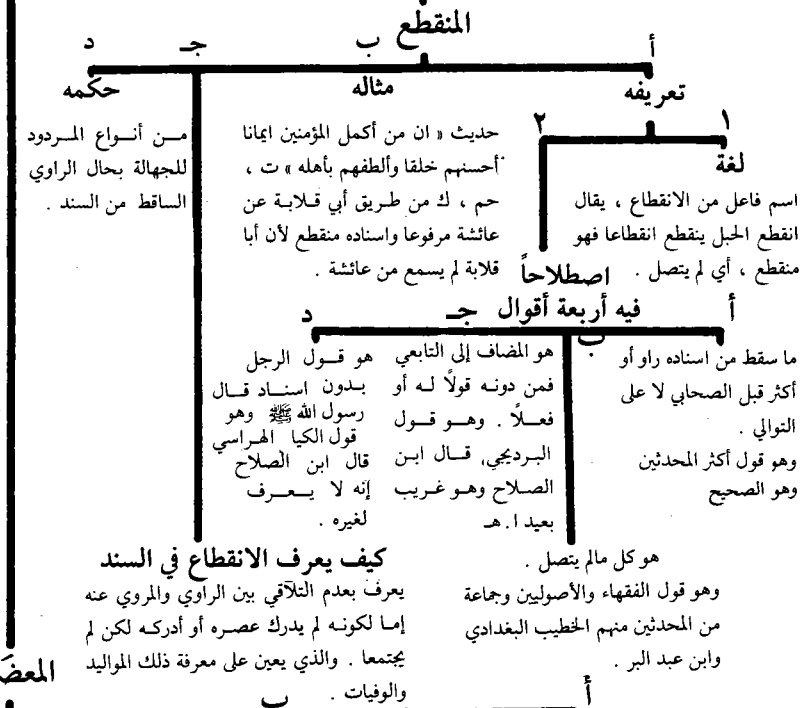 المنقطع
أ
ب
جـ
د
تعريفه
مثاله
حكمه
١
٢
لغة
اسم فاعل من الانقطاع ، يقال
انقطع الحبل ينقطع انقطاعا فهو
منقطع ، أي لم يتصل .
اصطلاحاً
فيه أربعة أقوال
أ
ب
جـ
د
ما سقط من اسناده راو أو
أكثر قبل الصحابي لا على
التوالي .
وهو قول أكثر المحدثين
وهو الصحيح
هو كل مالم يتصل .
وهو قول الفقهاء والأصوليين وجماعة
من المحدثين منهم الخطيب البغدادي
وابن عبد البر .
هو المضاف إلى التابعي
فمن دونه قولًا له أو
فعلًا . وهو قول
البرديجي، قال ابن
الصلاح وهو غريب
بعيد ا.هـ
هو قول الرجل
بدون اسناد قال
رسول الله ﷺ وهو
قول الكيا الهراسي
قال ابن الصلاح
إنه لا يعرف
لغيره .
حديث « ان من أكمل المؤمنين ايمانا
أحسنهم خلقا وألطفهم بأهله » ت ،
حم ، ك من طريق أبي قلابة عن
عائشة مرفوعا واسناده منقطع لأن أبا
قلابة لم يسمع من عائشة .
كيف يعرف الانقطاع في السند
يعرف بعدم التلاقي بين الراوي والمروي عنه
إما لكونه لم يدرك عصره أو أدركه لكن لم
يجتمعا . والذي يعين على معرفة ذلك المواليد
والوفيات .
من أنواع المردود
للجهالة بحال الراوي
الساقط من السند .
أ
ب